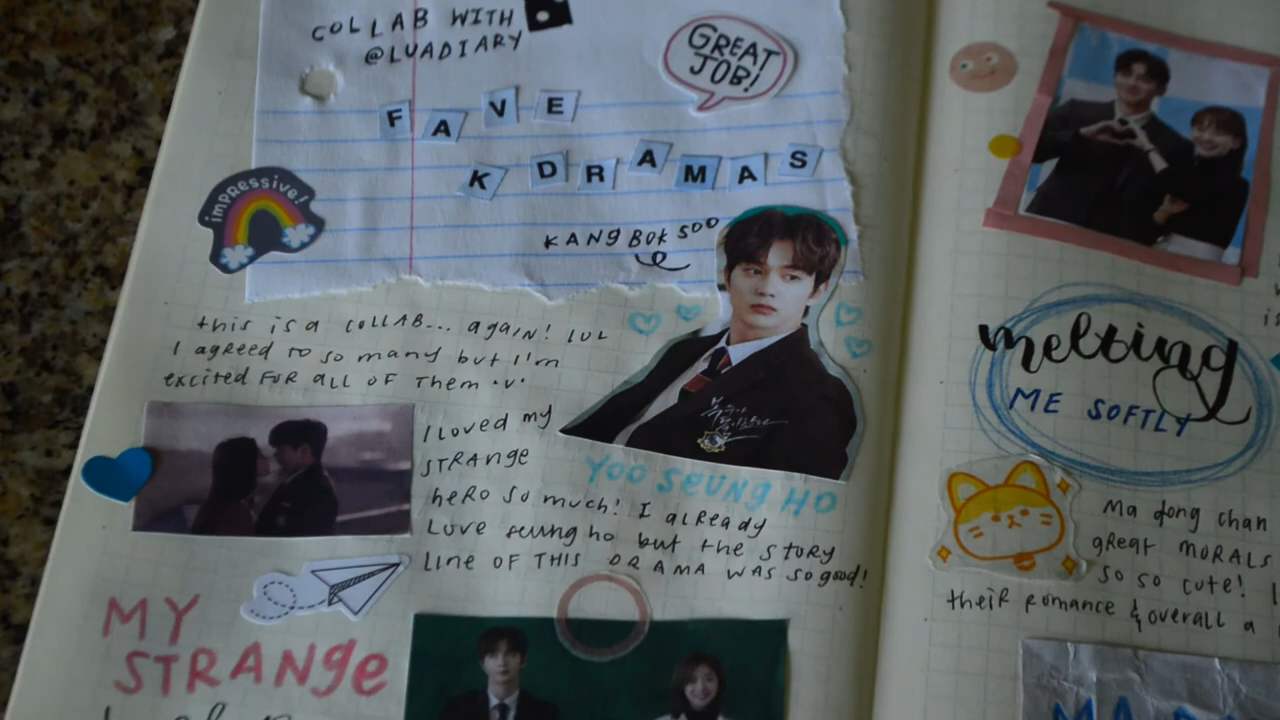 COLLAB WITH
@LUADIARY
GREAT
JOB!
FAVE
K DRAMAS
impressive!
KANG BOK SOO
this is a collab... again! lol
I agreed to so many but I'm
excited for all of them ·v·
I loved my
strange
hero so much! I already
love seung ho but the story
line of this drama was so good!
YOO SEUNG HO
MY
STRANGE
melting
ME SOFTLY
Ma dong chan
great morals
so so cute! I
their romance & overall a